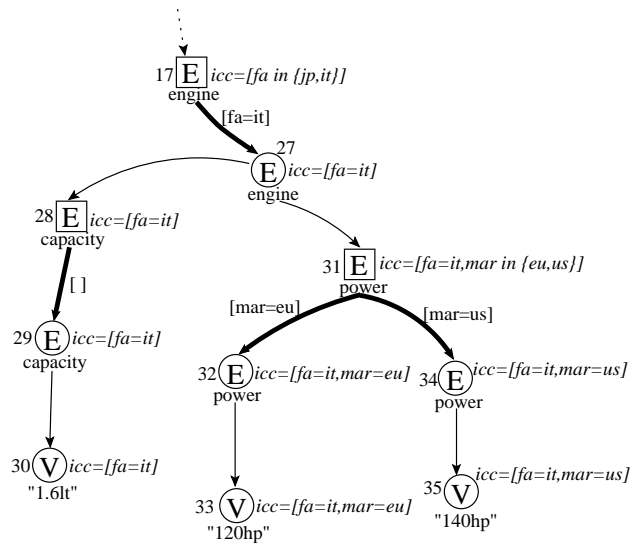 17 E icc=[fa in {jp,it}]
engine
[fa=it]
27
E icc=[fa=it]
engine
28 E icc=[fa=it]
capacity
31 E icc=[fa=it,mar in {eu,us}]
power
[ ]
[mar=eu]
[mar=us]
29 E icc=[fa=it]
capacity
32 E icc=[fa=it,mar=eu]
power
34 E icc=[fa=it,mar=us]
power
30 V icc=[fa=it]
"1.6lt"
33 V icc=[fa=it,mar=eu]
"120hp"
35 V icc=[fa=it,mar=us]
"140hp"